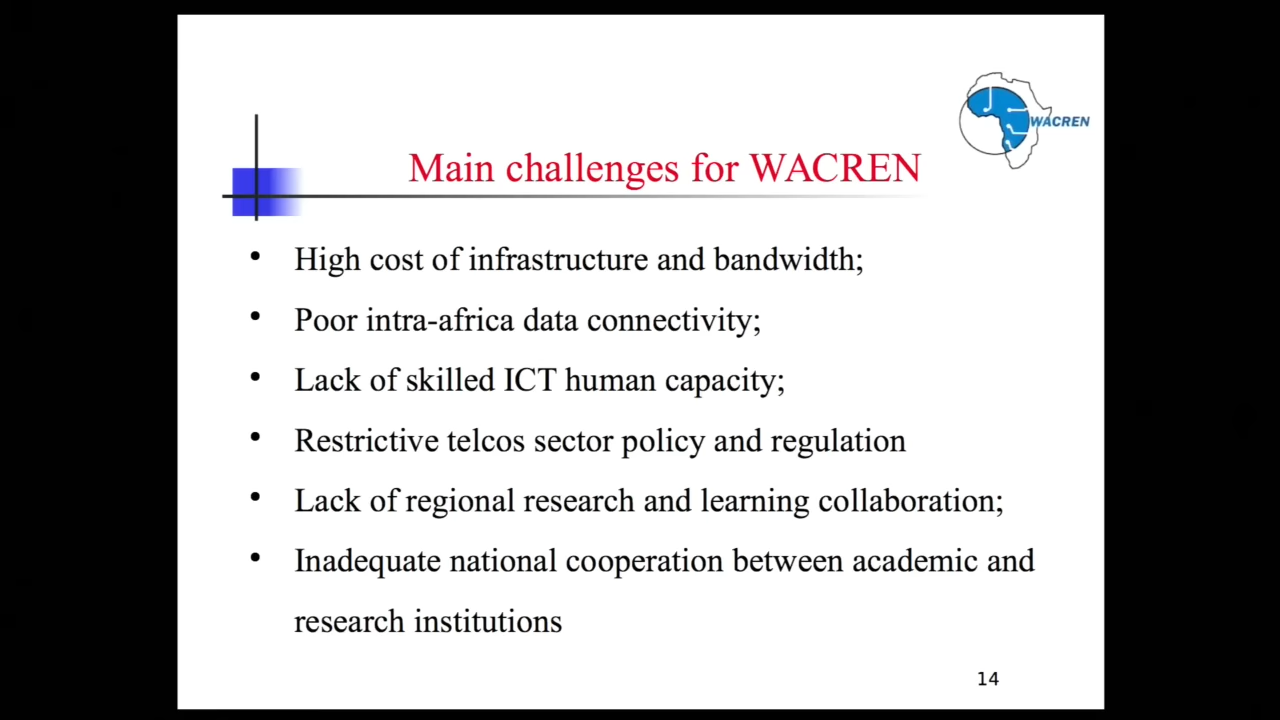 WACREN
Main challenges for WACREN
• High cost of infrastructure and bandwidth;
• Poor intra-africa data connectivity;
• Lack of skilled ICT human capacity;
• Restrictive telcos sector policy and regulation
• Lack of regional research and learning collaboration;
• Inadequate national cooperation between academic and
research institutions
14